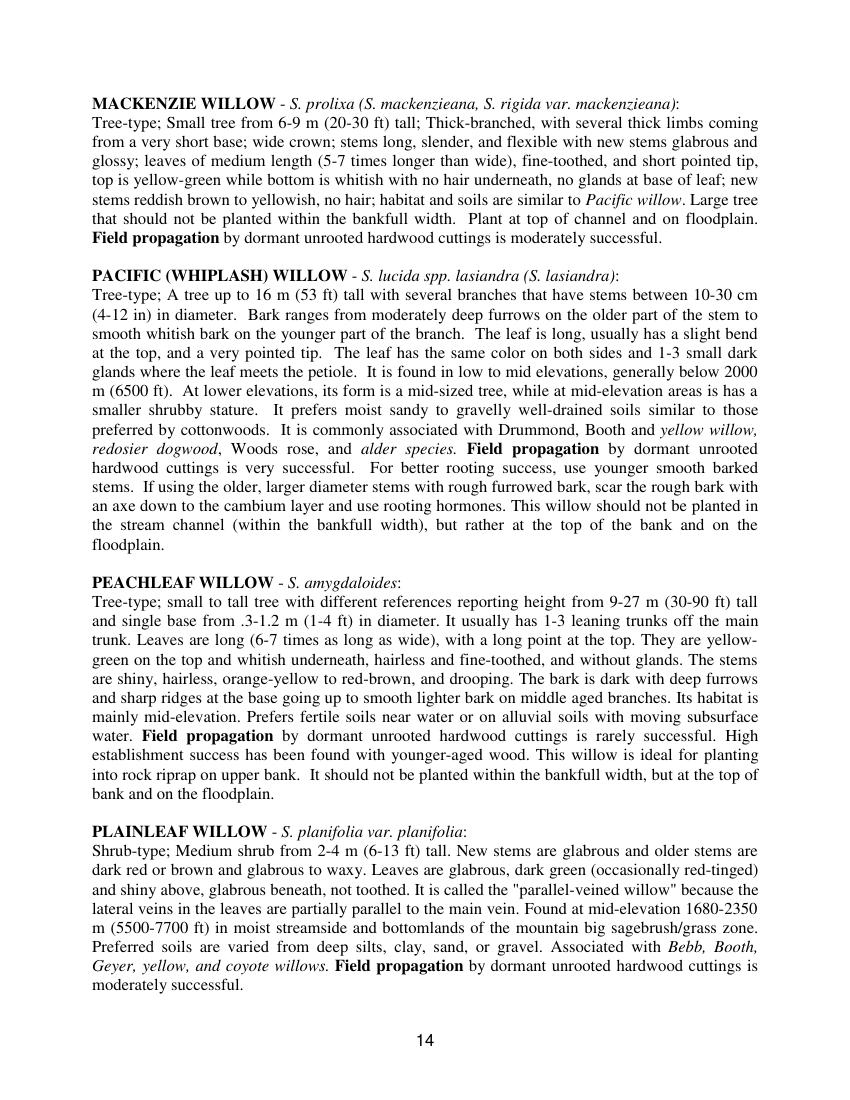 MACKENZIE WILLOW - S. prolixa (S. mackenzieana, S. rigida var. mackenzieana):
Tree-type; Small tree from 6-9 m (20-30 ft) tall; Thick-branched, with several thick limbs coming
from a very short base; wide crown; stems long, slender, and flexible with new stems glabrous and
glossy; leaves of medium length (5-7 times longer than wide), fine-toothed, and short pointed tip,
top is yellow-green while bottom is whitish with no hair underneath, no glands at base of leaf; new
stems reddish brown to yellowish, no hair; habitat and soils are similar to Pacific willow. Large tree
that should not be planted within the bankfull width. Plant at top of channel and on floodplain.
Field propagation by dormant unrooted hardwood cuttings is moderately successful.
PACIFIC (WHIPLASH) WILLOW - S. lucida spp. lasiandra (S. lasiandra):
Tree-type; A tree up to 16 m (53 ft) tall with several branches that have stems between 10-30 cm
(4-12 in) in diameter. Bark ranges from moderately deep furrows on the older part of the stem to
smooth whitish bark on the younger part of the branch. The leaf is long, usually has a slight bend
at the top, and a very pointed tip. The leaf has the same color on both sides and 1-3 small dark
glands where the leaf meets the petiole. It is found in low to mid elevations, generally below 2000
m (6500 ft). At lower elevations, its form is a mid-sized tree, while at mid-elevation areas is has a
smaller shrubby stature. It prefers moist sandy to gravelly well-drained soils similar to those
preferred by cottonwoods. It is commonly associated with Drummond, Booth and yellow willow,
redosier dogwood, Woods rose, and alder species. Field propagation by dormant unrooted
hardwood cuttings is very successful. For better rooting success, use younger smooth barked
stems. If using the older, larger diameter stems with rough furrowed bark, scar the rough bark with
an axe down to the cambium layer and use rooting hormones. This willow should not be planted in
the stream channel (within the bankfull width), but rather at the top of the bank and on the
floodplain.
PEACHLEAF WILLOW - S. amygdaloides:
Tree-type; small to tall tree with different references reporting height from 9-27 m (30-90 ft) tall
and single base from .3-1.2 m (1-4 ft) in diameter. It usually has 1-3 leaning trunks off the main
trunk. Leaves are long (6-7 times as long as wide), with a long point at the top. They are yellow-
green on the top and whitish underneath, hairless and fine-toothed, and without glands. The stems
are shiny, hairless, orange-yellow to red-brown, and drooping. The bark is dark with deep furrows
and sharp ridges at the base going up to smooth lighter bark on middle aged branches. Its habitat is
mainly mid-elevation. Prefers fertile soils near water or on alluvial soils with moving subsurface
water. Field propagation by dormant unrooted hardwood cuttings is rarely successful. High
establishment success has been found with younger-aged wood. This willow is ideal for planting
into rock riprap on upper bank. It should not be planted within the bankfull width, but at the top of
bank and on the floodplain.
PLAINLEAF WILLOW - S. planifolia var. planifolia:
Shrub-type; Medium shrub from 2-4 m (6-13 ft) tall. New stems are glabrous and older stems are
dark red or brown and glabrous to waxy. Leaves are glabrous, dark green (occasionally red-tinged)
and shiny above, glabrous beneath, not toothed. It is called the "parallel-veined willow" because the
lateral veins in the leaves are partially parallel to the main vein. Found at mid-elevation 1680-2350
m (5500-7700 ft) in moist streamside and bottomlands of the mountain big sagebrush/grass zone.
Preferred soils are varied from deep silts, clay, sand, or gravel. Associated with Bebb, Booth,
Geyer, yellow, and coyote willows. Field propagation by dormant unrooted hardwood cuttings is
moderately successful.
14